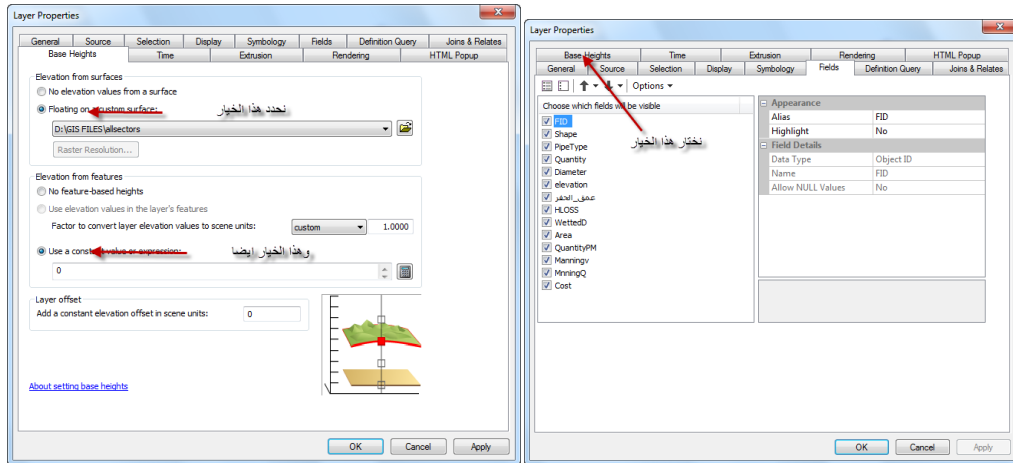 Layer Properties
General Source Selection Display Symbology Fields Definition Query Joins & Relates
Base Heights Time Extrusion Rendering HTML Popup
Elevation from surfaces
No elevation values from a surface
Floating on a custom surface:
نحدد هذا الخيار
D:\GIS FILES\allsectors
Raster Resolution...
Elevation from features
No feature-based heights
Use elevation values in the layer's features
Factor to convert layer elevation values to scene units: custom 1.0000
Use a constant value or expression:
وهذا الخيار ايضا
0
Layer offset
Add a constant elevation offset in scene units: 0
About setting base heights
OK Cancel Apply
Layer Properties
Base Heights Time Extrusion Rendering HTML Popup
General Source Selection Display Symbology Fields Definition Query Joins & Relates
Options
Choose which fields will be visible
نختار هذا الخيار
FID
Shape
PipeType
Quantity
Diameter
elevation
عمق_الحفر
HLOSS
WettedD
Area
QuantityPM
Manningv
MnningQ
Cost
Appearance
Alias FID
Highlight No
Field Details
Data Type Object ID
Name FID
Allow NULL Values No
OK Cancel Apply